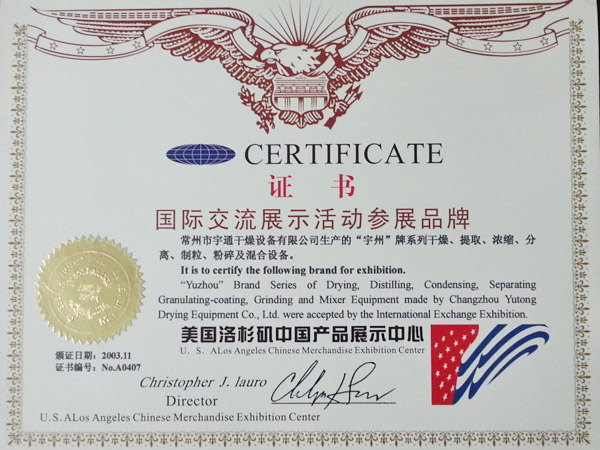 CERTIFICATE
证 书
国际交流展示活动参展品牌
常州市宇通干燥设备有限公司生产的“宇州”牌系列干燥、提取、浓缩、分
离、制粒、粉碎及混合设备。
It is to certify the following brand for exhibition.
“Yuzhou” Brand Series of Drying, Distilling, Condensing, Separating
Granulating-coating, Grinding and Mixer Equipment made by Changzhou Yutong
Drying Equipment Co., Ltd. were accepted by the International Exchange Exhibition.
美国洛杉矶中国产品展示中心
U. S. ALos Angeles Chinese Merchandise Exhibition Center
颁证日期：2003.11
证书编号：No.A0407
Christopher J. lauro
Director
U.S.ALos Angeles Chinese Merchandise Exhibition Center